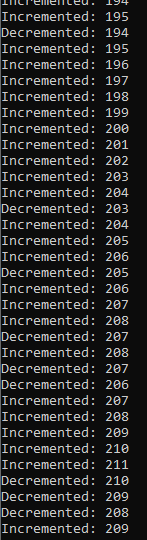 Incremented: 194
Incremented: 195
Decremented: 194
Incremented: 195
Incremented: 196
Incremented: 197
Incremented: 198
Incremented: 199
Incremented: 200
Incremented: 201
Incremented: 202
Incremented: 203
Incremented: 204
Decremented: 203
Incremented: 204
Incremented: 205
Incremented: 206
Decremented: 205
Incremented: 206
Incremented: 207
Incremented: 208
Decremented: 207
Incremented: 208
Decremented: 207
Decremented: 206
Incremented: 207
Incremented: 208
Incremented: 209
Incremented: 210
Incremented: 211
Decremented: 210
Decremented: 209
Decremented: 208
Incremented: 209